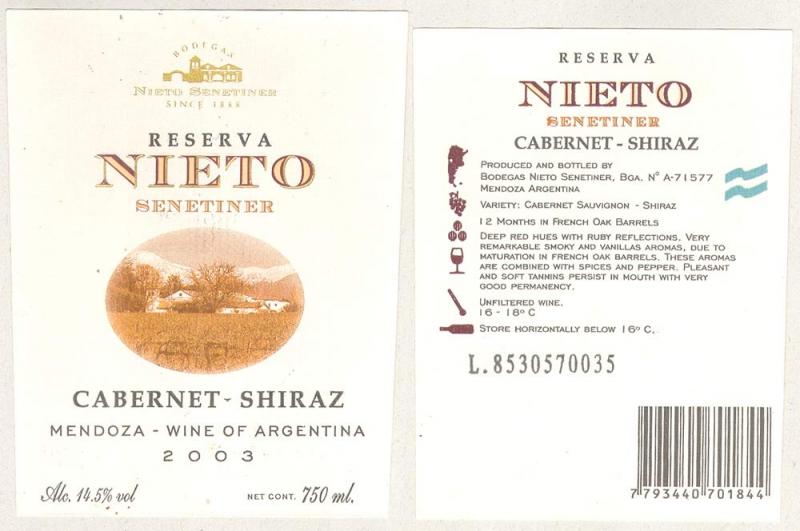 BODEGAS
NIETO SENETINER
SINCE 1888
RESERVA
NIETO
SENETINER
CABERNET - SHIRAZ
MENDOZA - WINE OF ARGENTINA
2003
Alc. 14.5% vol
NET CONT. 750 ml.
RESERVA
NIETO
SENETINER
CABERNET - SHIRAZ
PRODUCED AND BOTTLED BY
BODEGAS NIETO SENETINER, BGA. N° A-71577
MENDOZA ARGENTINA
VARIETY: CABERNET SAUVIGNON - SHIRAZ
12 MONTHS IN FRENCH OAK BARRELS
DEEP RED HUES WITH RUBY REFLECTIONS. VERY
REMARKABLE SMOKY AND VANILLAS AROMAS, DUE TO
MATURATION IN FRENCH OAK BARRELS. THESE AROMAS
ARE COMBINED WITH SPICES AND PEPPER. PLEASANT
AND SOFT TANNINS PERSIST IN MOUTH WITH VERY
GOOD PERMANENCY.
UNFILTERED WINE.
16 - 18º C
STORE HORIZONTALLY BELOW 16º C.
L.8530570035
7 793440 701844